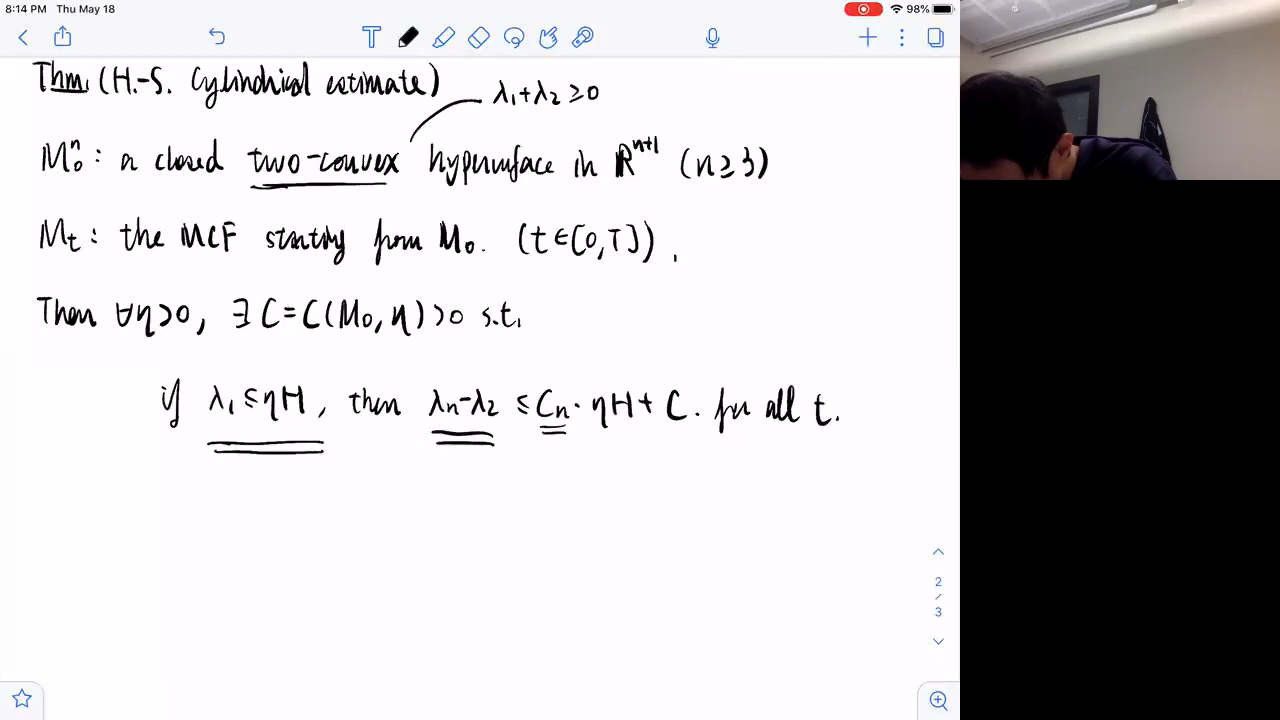 8:14 PM Thu May 18
98%
Thm. (H.-S. Cylindrical estimate)
λ₁+λ₂ ≥0
M₀ⁿ : a closed two-convex hypersurface in ℝⁿ⁺¹ (n≥3)
Mt : the MCF starting from M₀. (t∈[0,T]).
Then ∀η>0, ∃ C=C(M₀,η)>0 s.t.
if λ₁≤ηH, then λn-λ₂ ≤ Cn·ηH+C. for all t.
2
/
3